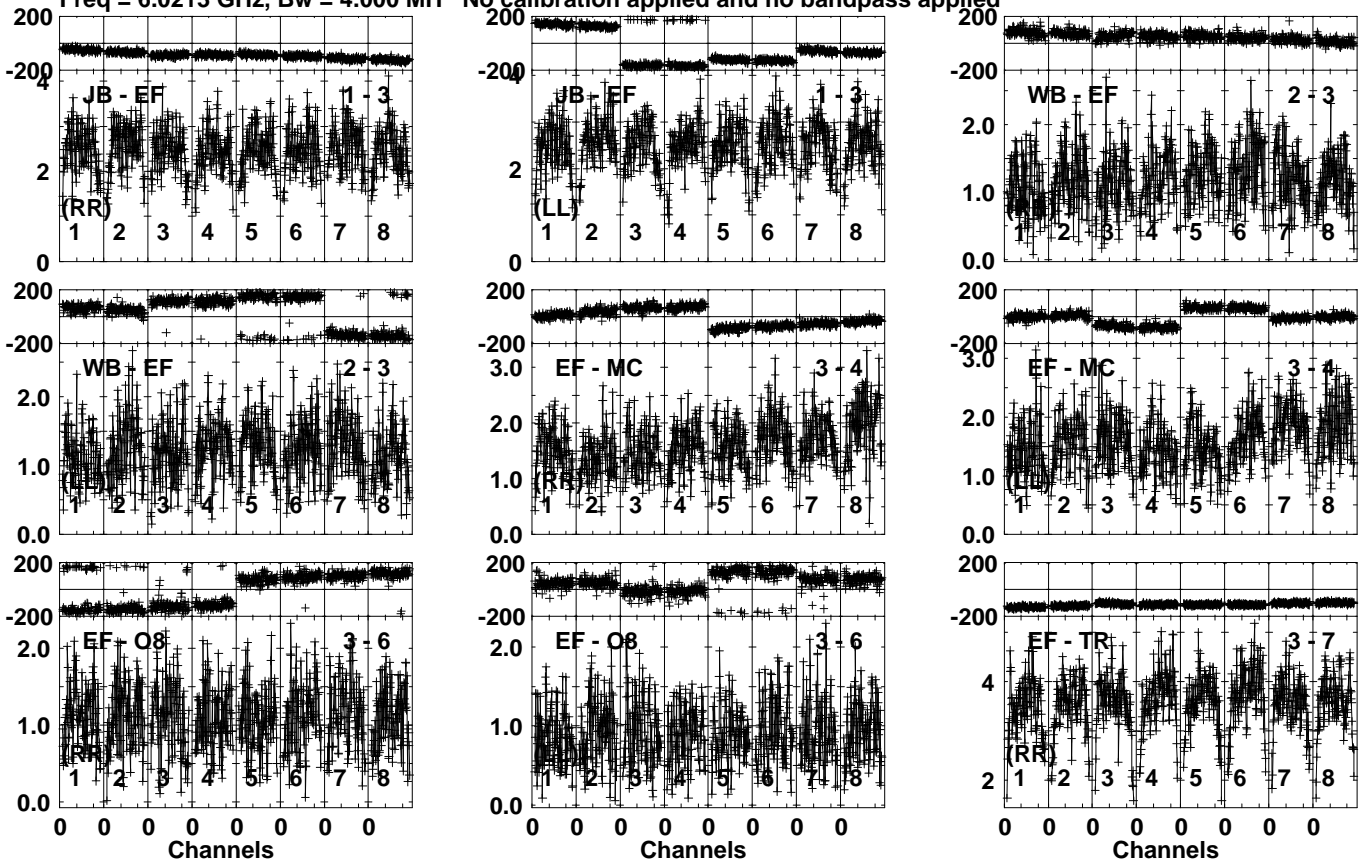 Freq = 6.0213 GHz, Bw = 4.000 MH No calibration applied and no bandpass applied
200 200 200
-200 -200 -200
JB - EF 1 - 3 JB - EF 1 - 3 WB - EF 2 - 3
4 4 2.0
2 2 1.0
(RR) (LL)
1 2 3 4 5 6 7 8 1 2 3 4 5 6 7 8 1 2 3 4 5 6 7 8
0 0 0.0
200 200 200
-200 -200 -200
WB - EF 2 - 3 EF - MC 3 - 4 EF - MC 3 - 4
3.0 3.0
2.0 2.0 2.0
1.0 1.0 1.0
(LL) (RR) (LL)
1 2 3 4 5 6 7 8 1 2 3 4 5 6 7 8 1 2 3 4 5 6 7 8
0.0 0.0 0.0
200 200 200
-200 -200 -200
EF - O8 3 - 6 EF - O8 3 - 6 EF - TR 3 - 7
2.0 2.0 4
1.0 1.0
(RR) (LL) (RR)
1 2 3 4 5 6 7 8 1 2 3 4 5 6 7 8 1 2 3 4 5 6 7 8
0.0 0.0 2
0 0 0 0 0 0 0 0 0 0 0 0 0 0 0 0 0 0 0 0 0 0 0 0
Channels Channels Channels